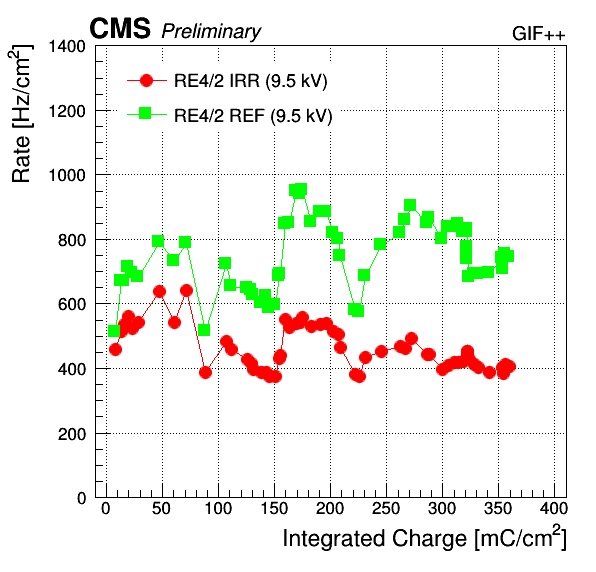 CMS Preliminary GIF++
Rate [Hz/cm²]
1400
1200
1000
800
600
400
200
0
RE4/2 IRR (9.5 kV)
RE4/2 REF (9.5 kV)
0 50 100 150 200 250 300 350 400
Integrated Charge [mC/cm²]